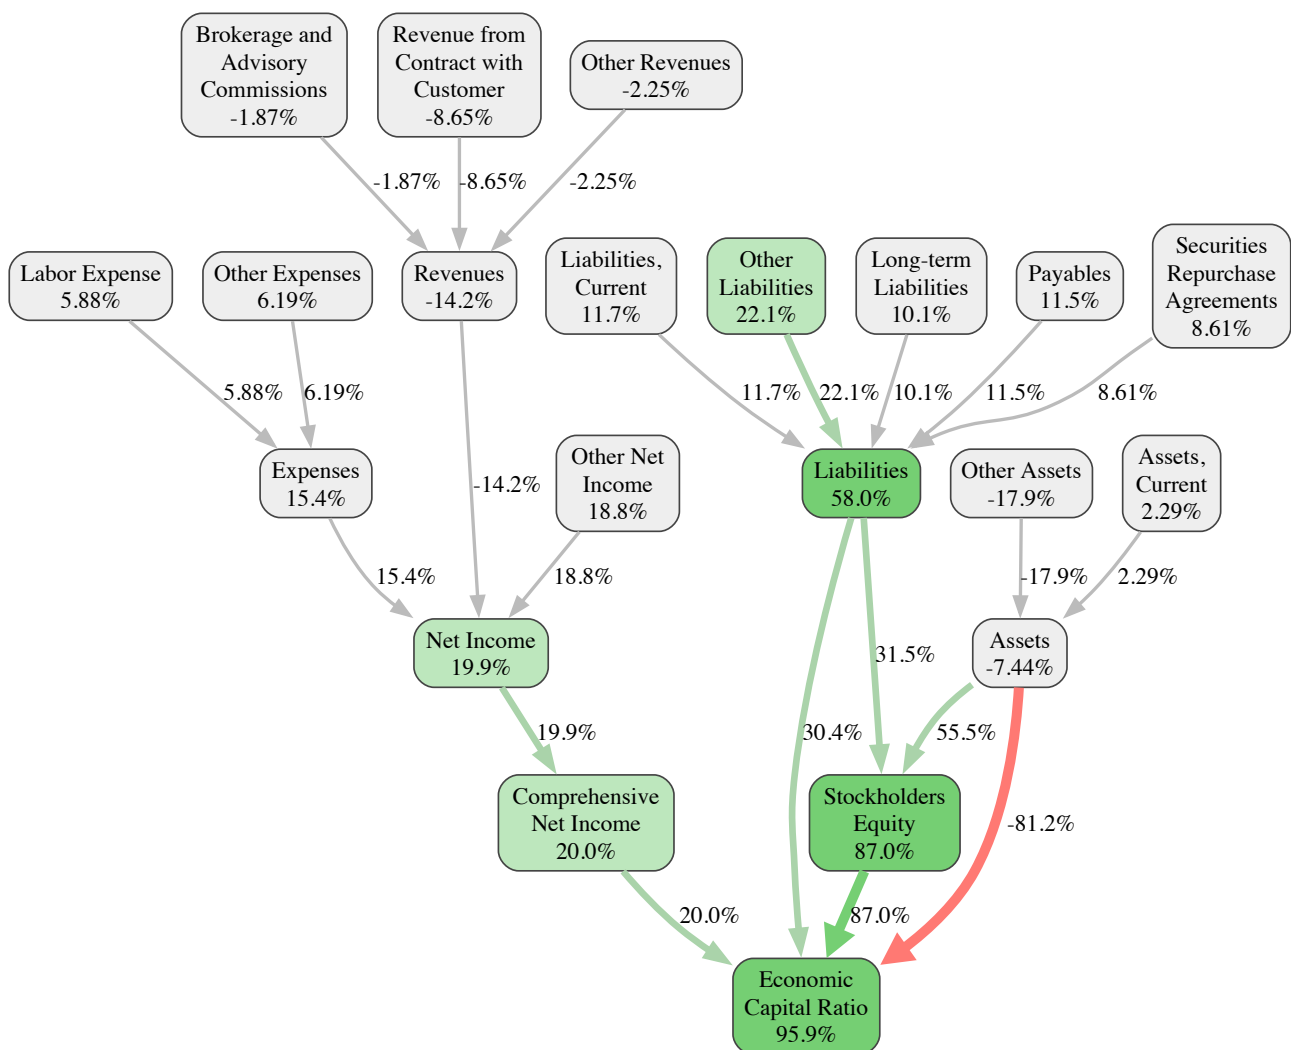 Brokerage and
Advisory
Commissions
-1.87%
Revenue from
Contract with
Customer
-8.65%
Other Revenues
-2.25%
-1.87%
-8.65%
-2.25%
Labor Expense
5.88%
Other Expenses
6.19%
Revenues
-14.2%
Liabilities,
Current
11.7%
Other
Liabilities
22.1%
Long-term
Liabilities
10.1%
Payables
11.5%
Securities
Repurchase
Agreements
8.61%
5.88%
6.19%
11.7%
22.1%
10.1%
11.5%
8.61%
Expenses
15.4%
-14.2%
Other Net
Income
18.8%
Liabilities
58.0%
Other Assets
-17.9%
Assets,
Current
2.29%
15.4%
18.8%
-17.9%
2.29%
Net Income
19.9%
31.5%
Assets
-7.44%
19.9%
30.4%
55.5%
Comprehensive
Net Income
20.0%
Stockholders
Equity
87.0%
-81.2%
20.0%
87.0%
Economic
Capital Ratio
95.9%